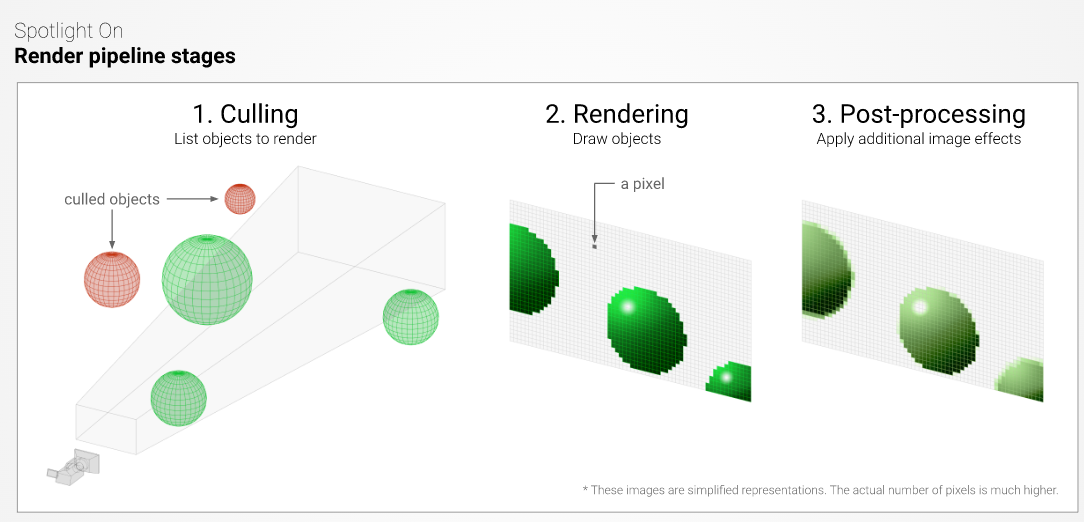 Spotlight On
Render pipeline stages
1. Culling
List objects to render
culled objects
2. Rendering
Draw objects
a pixel
3. Post-processing
Apply additional image effects
* These images are simplified representations. The actual number of pixels is much higher.